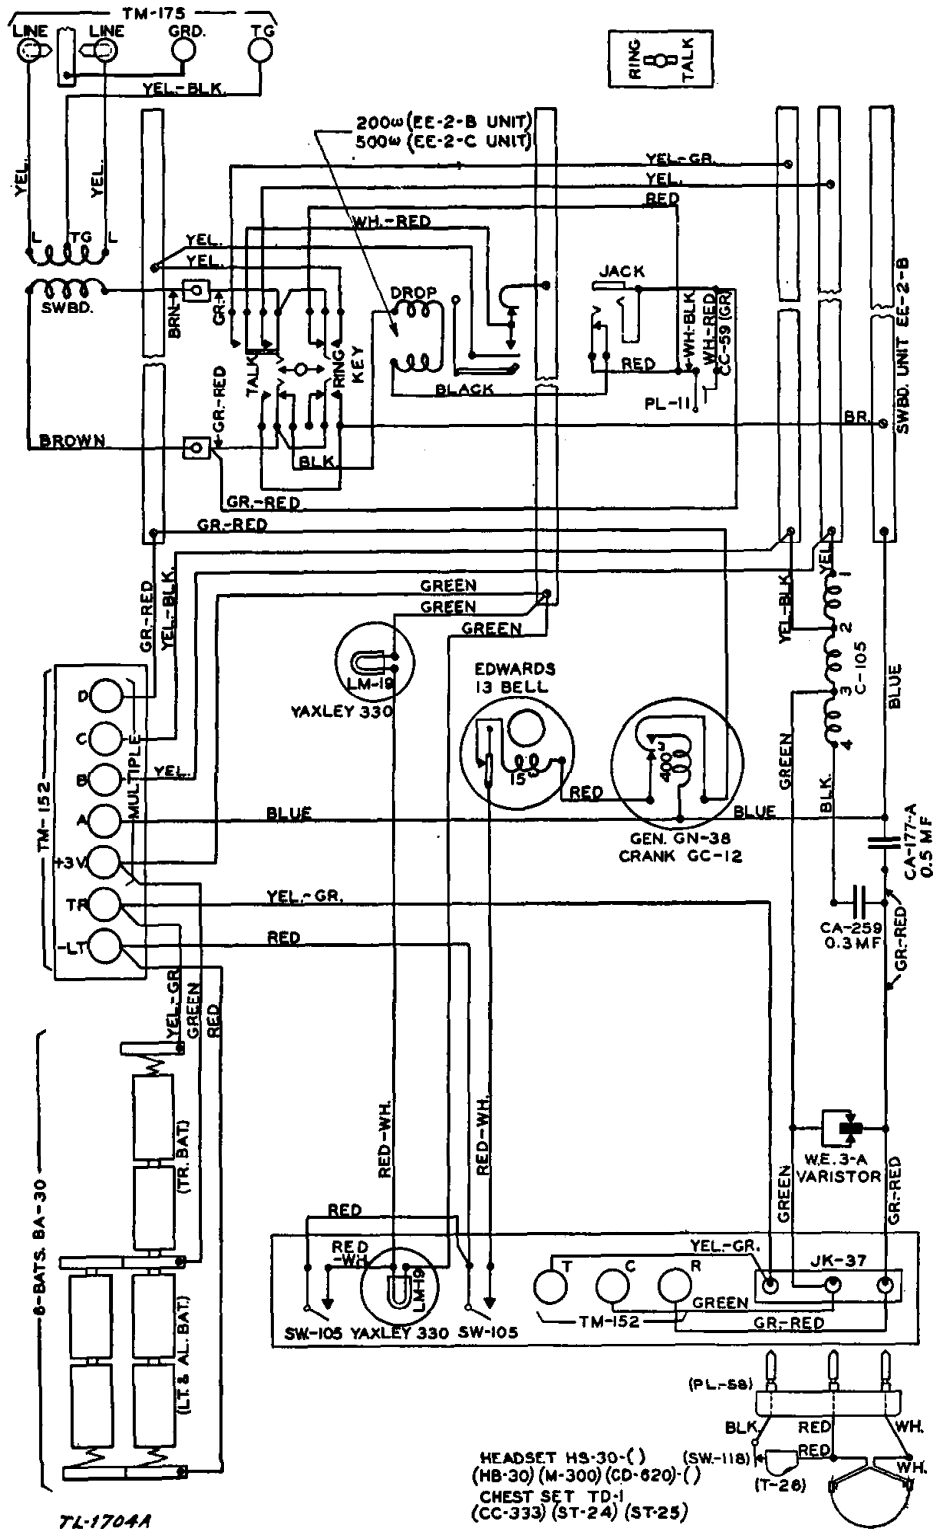 TM-175
LINE
LINE
GRD.
TG
RING
TALK
YEL.-BLK.
YEL.
YEL.
200ω (EE-2-B UNIT)
500ω (EE-2-C UNIT)
YEL-GR.
YEL.
RED
WH.-RED
L
TG
L
YEL.
YEL.
SWBD.
BRN.
GR.
DROP
JACK
WH-BLK
WH-RED
CC-59 (GR)
SWBD. UNIT EE-2-B
TALK
RING
KEY
RED
BLACK
PL-11
GR.-RED
BR.
BROWN
BLK.
GR.-RED
GR.-RED
GR.-RED
YEL.-BLK.
GREEN
GREEN
GREEN
YEL-BLK
YEL
1
2
3
4
C-105
BLUE
LM-19
YAXLEY 330
EDWARDS
13 BELL
15ω
RED
3
400
GEN. GN-38
CRANK GC-12
GREEN
BLK.
TM-152
D
C
B
A
+3V.
TR
-LT
MULTIPLE
YEL.
BLUE
BLUE
CA-177-A
0.5 MF
YEL.-GR.
CA-259
0.3MF
GR.-RED
RED
YEL-GR
GREEN
RED
6-BATS. BA-30
(TR. BAT.)
(LT. & AL. BAT.)
RED-WH.
RED-WH.
W.E. 3-A
VARISTOR
GREEN
GR.-RED
RED
RED
-WH.
LM-19
SW-105
YAXLEY 330
SW-105
YEL-GR.
T
C
R
TM-152
JK-37
GREEN
GR.-RED
(PL-58)
BLK.
RED
WH.
(SW-118)
RED
WH.
(T-26)
HEADSET HS-30-( )
(HB-30) (M-300) (CD-620)-( )
CHEST SET TD-1
(CC-333) (ST-24) (ST-25)
TL-1704A